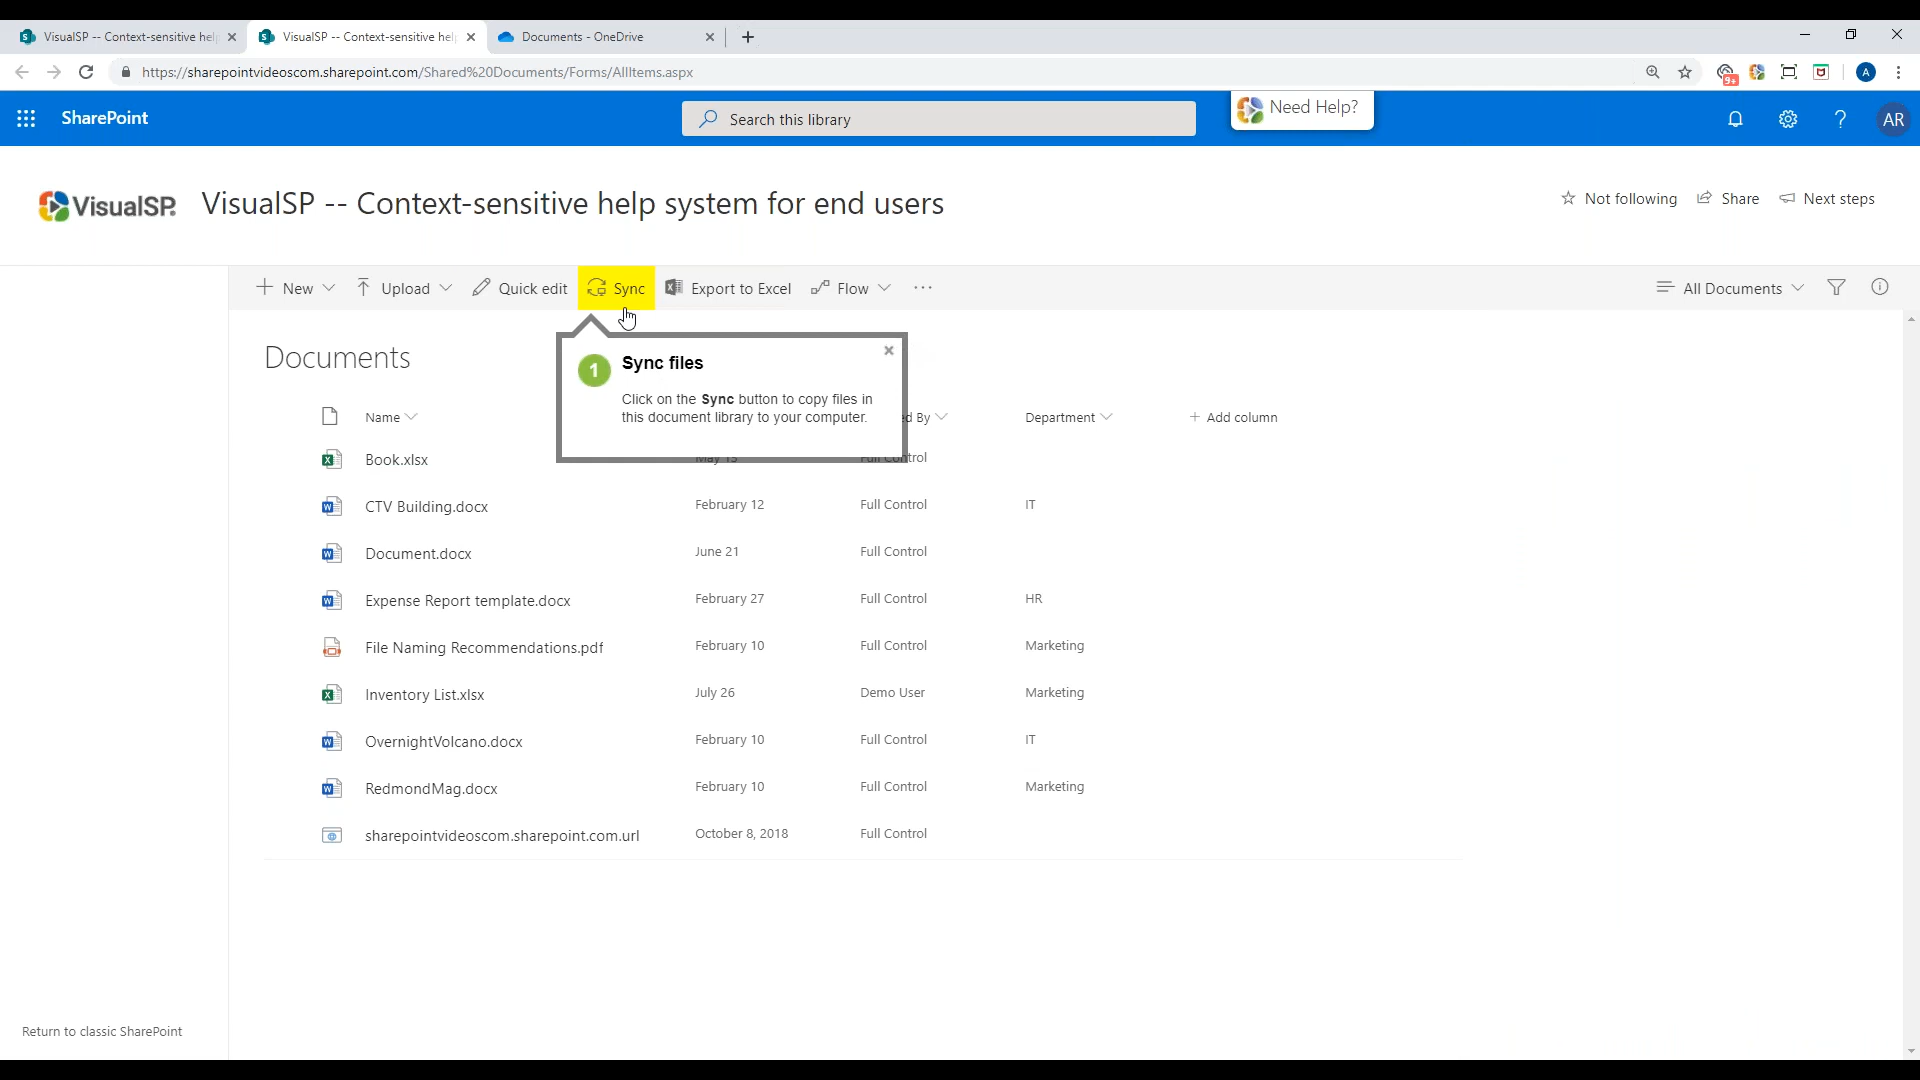 VisualSP -- Context-sensitive hel
VisualSP -- Context-sensitive hel
Documents - OneDrive
https://sharepointvideoscom.sharepoint.com/Shared%20Documents/Forms/AllItems.aspx
9+
A
SharePoint
Search this library
Need Help?
?
AR
VisualSP
VisualSP -- Context-sensitive help system for end users
Not following
Share
Next steps
New
Upload
Quick edit
Sync
Export to Excel
Flow
...
All Documents
Documents
1
Sync files
Click on the Sync button to copy files in
this document library to your computer.
Name
ed By
Department
+ Add column
Book.xlsx
May 15
Full Control
CTV Building.docx
February 12
Full Control
IT
Document.docx
June 21
Full Control
Expense Report template.docx
February 27
Full Control
HR
File Naming Recommendations.pdf
February 10
Full Control
Marketing
Inventory List.xlsx
July 26
Demo User
Marketing
OvernightVolcano.docx
February 10
Full Control
IT
RedmondMag.docx
February 10
Full Control
Marketing
sharepointvideoscom.sharepoint.com.url
October 8, 2018
Full Control
Return to classic SharePoint